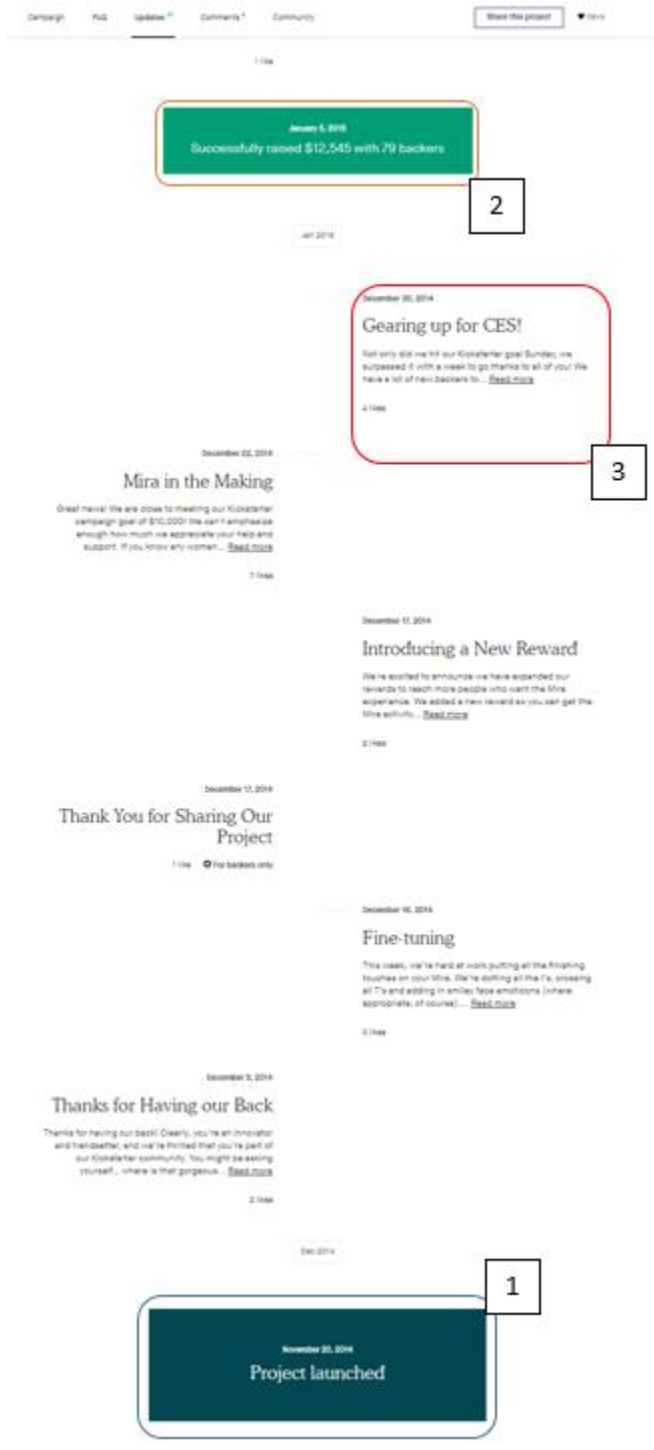 Campaign FAQ Updates Comments Community Share this project
1 like
January 5, 2015
Successfully raised $12,545 with 79 backers
2
Jan 2015
December 30, 2014
Gearing up for CES!
Not only did we hit our Kickstarter goal Sunday, we
surpassed it with a week to go thanks to all of you! We
have a lot of new backers to... Read more
4 likes
3
December 22, 2014
Mira in the Making
Great news! We are close to meeting our Kickstarter
campaign goal of $10,000! We can't emphasize
enough how much we appreciate your help and
support. If you know any women... Read more
7 likes
December 17, 2014
Introducing a New Reward
We're excited to announce we have expanded our
rewards to reach more people who want the Mira
experience. We added a new reward so you can get the
Mira activity... Read more
2 likes
December 17, 2014
Thank You for Sharing Our
Project
1 like For backers only
December 16, 2014
Fine-tuning
This week, we're hard at work putting all the finishing
touches on your Mira. We're dotting all the I's, crossing
all T's and adding in smiley face emoticons (where
appropriate, of course).... Read more
3 likes
December 5, 2014
Thanks for Having our Back
Thanks for having our back! Clearly, you're an innovator
and trendsetter, and we're thrilled that you're part of
our Kickstarter community. You might be asking
yourself... where is that gorgeous... Read more
2 likes
Dec 2014
1
November 20, 2014
Project launched